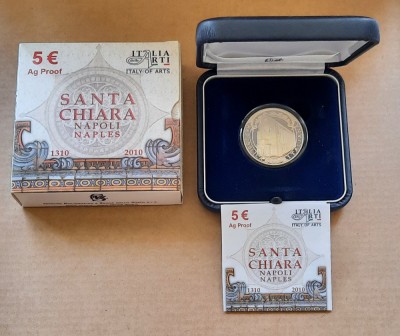 5 €
Ag Proof
ITALIA
ARTI
ITALY OF ARTS
SANTA
CHIARA
NAPOLI
NAPLES
1310 2010
5 €
Ag Proof
ITALIA
ARTI
ITALY OF ARTS
SANTA
CHIARA
NAPOLI
NAPLES
1310 2010